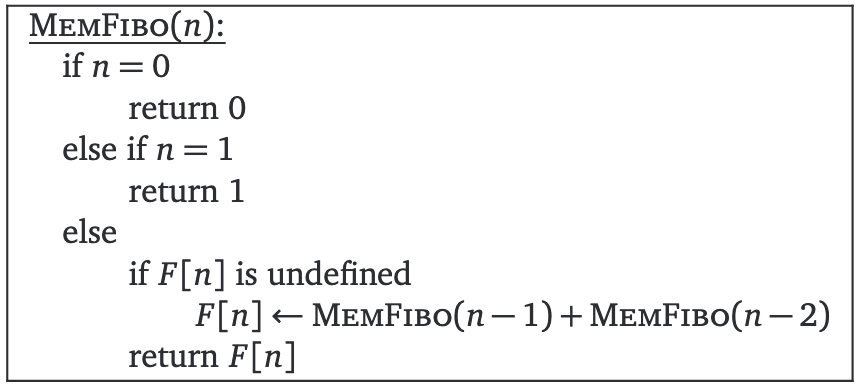 MEMFIBO(n):
if n = 0
return 0
else if n = 1
return 1
else
if F[n] is undefined
F[n] ← MEMFIBO(n − 1) + MEMFIBO(n − 2)
return F[n]